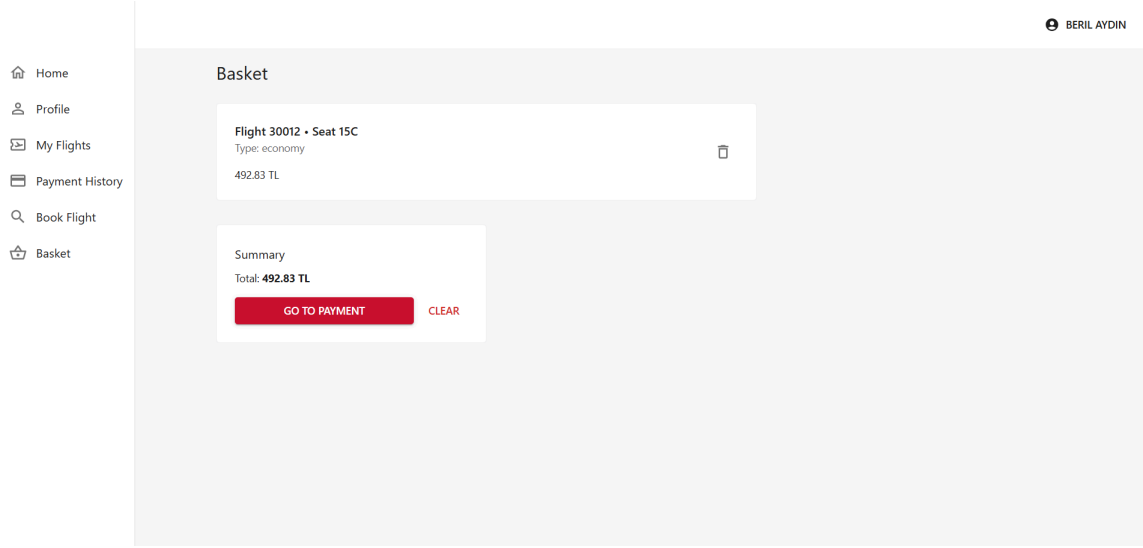 BERIL AYDIN
Home
Profile
My Flights
Payment History
Book Flight
Basket
Basket
Flight 30012 • Seat 15C
Type: economy
492.83 TL
Summary
Total: 492.83 TL
GO TO PAYMENT CLEAR